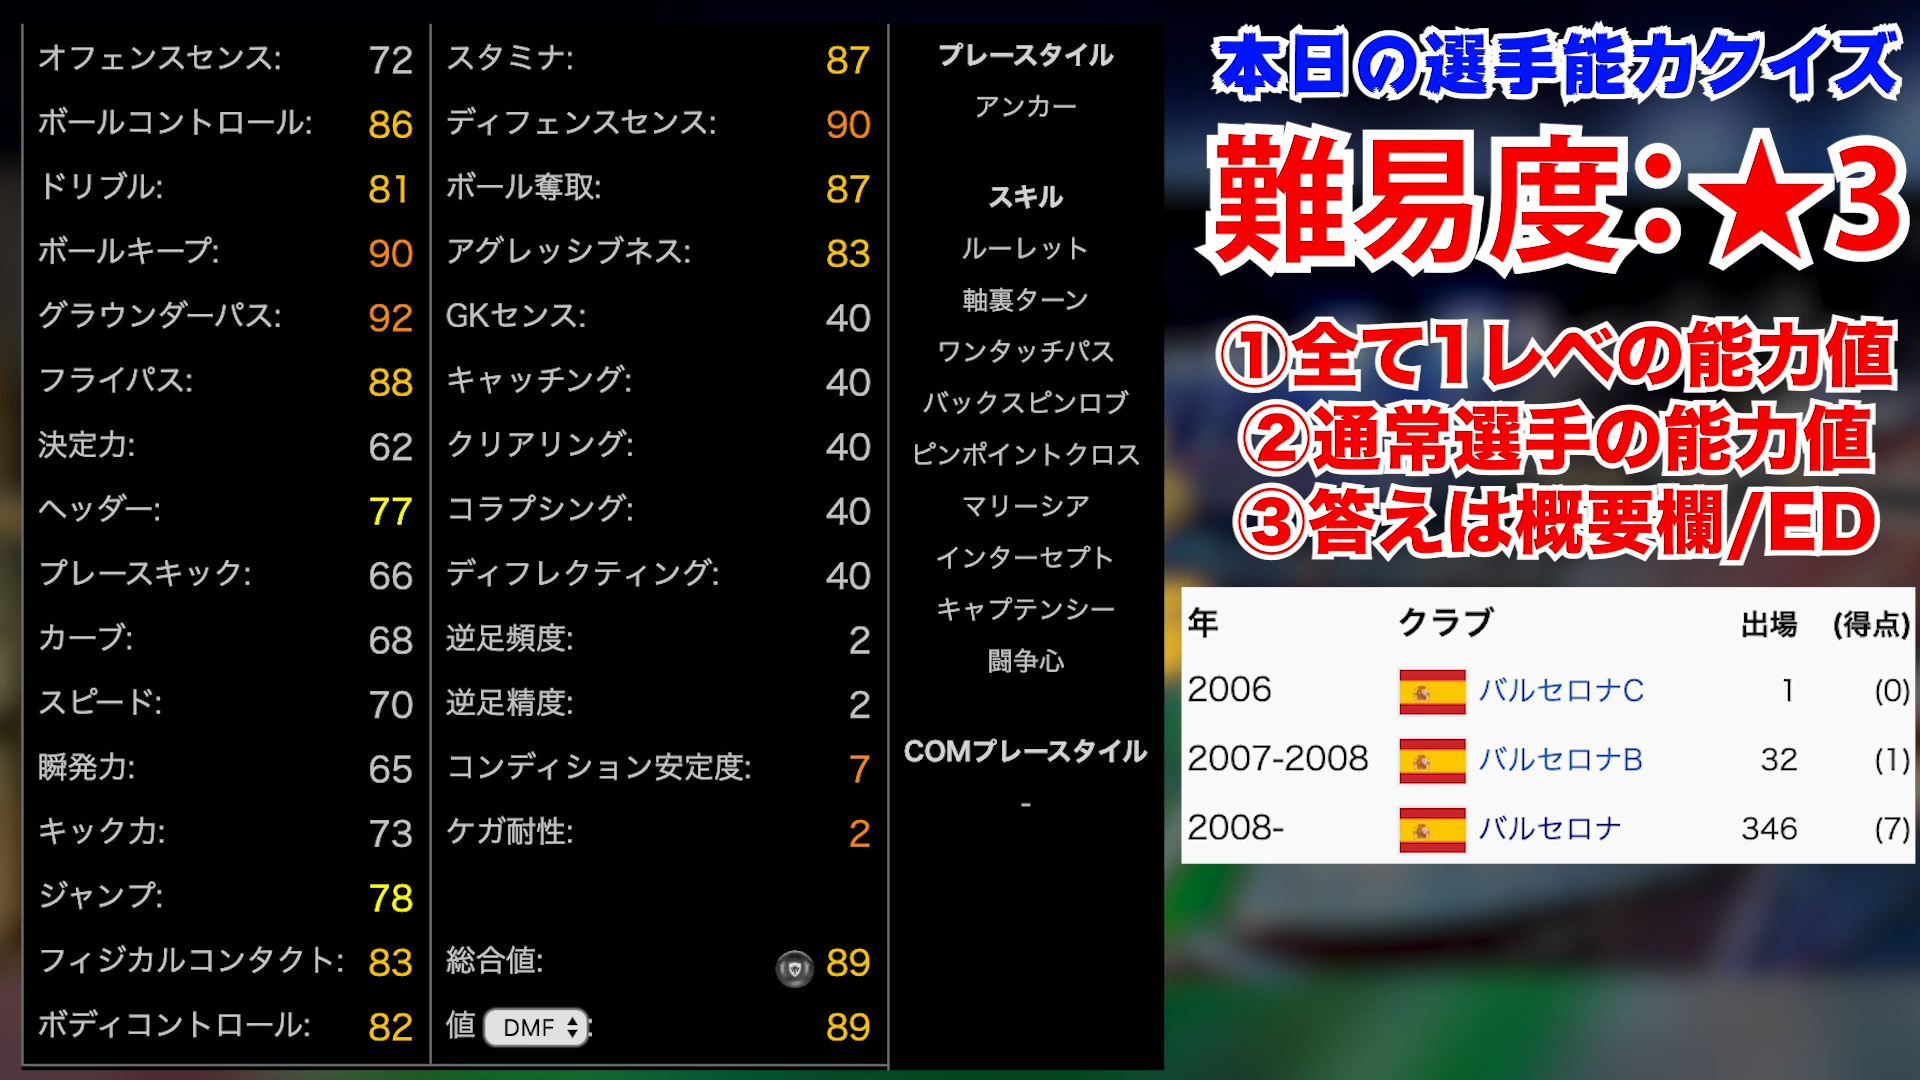 オフェンスセンス: 72
ボールコントロール: 86
ドリブル: 81
ボールキープ: 90
グラウンダーパス: 92
フライパス: 88
決定力: 62
ヘッダー: 77
プレースキック: 66
カーブ: 68
スピード: 70
瞬発力: 65
キック力: 73
ジャンプ: 78
フィジカルコンタクト: 83
ボディコントロール: 82
スタミナ: 87
ディフェンスセンス: 90
ボール奪取: 87
アグレッシブネス: 83
GKセンス: 40
キャッチング: 40
クリアリング: 40
コラプシング: 40
ディフレクティング: 40
逆足頻度: 2
逆足精度: 2
コンディション安定度: 7
ケガ耐性: 2
総合値: 89
値 DMF : 89
プレースタイル
アンカー
スキル
ルーレット
軸裏ターン
ワンタッチパス
バックスピンロブ
ピンポイントクロス
マリーシア
インターセプト
キャプテンシー
闘争心
COMプレースタイル
-
本日の選手能力クイズ
難易度:★3
①全て1レベの能力値
②通常選手の能力値
③答えは概要欄/ED
年 クラブ 出場 (得点)
2006 バルセロナC 1 (0)
2007-2008 バルセロナB 32 (1)
2008- バルセロナ 346 (7)